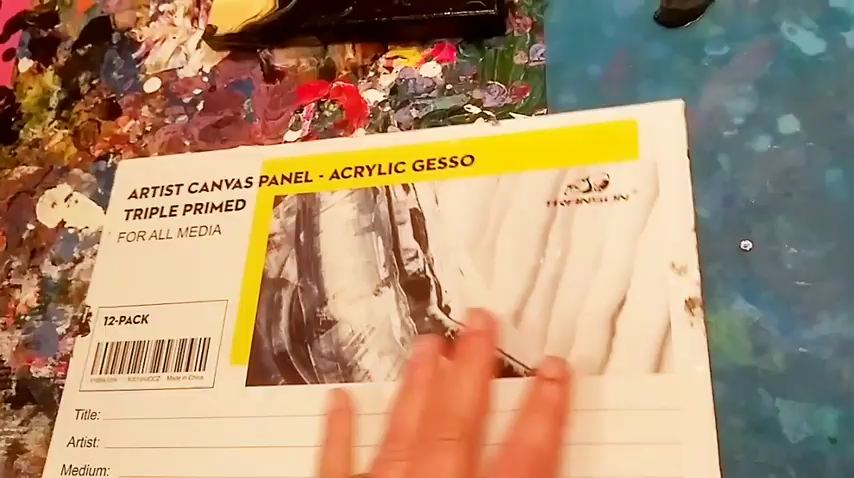 ARTIST CANVAS PANEL - ACRYLIC GESSO
TRIPLE PRIMED
FOR ALL MEDIA
12-PACK
Made in China
Title:
Artist:
Medium: